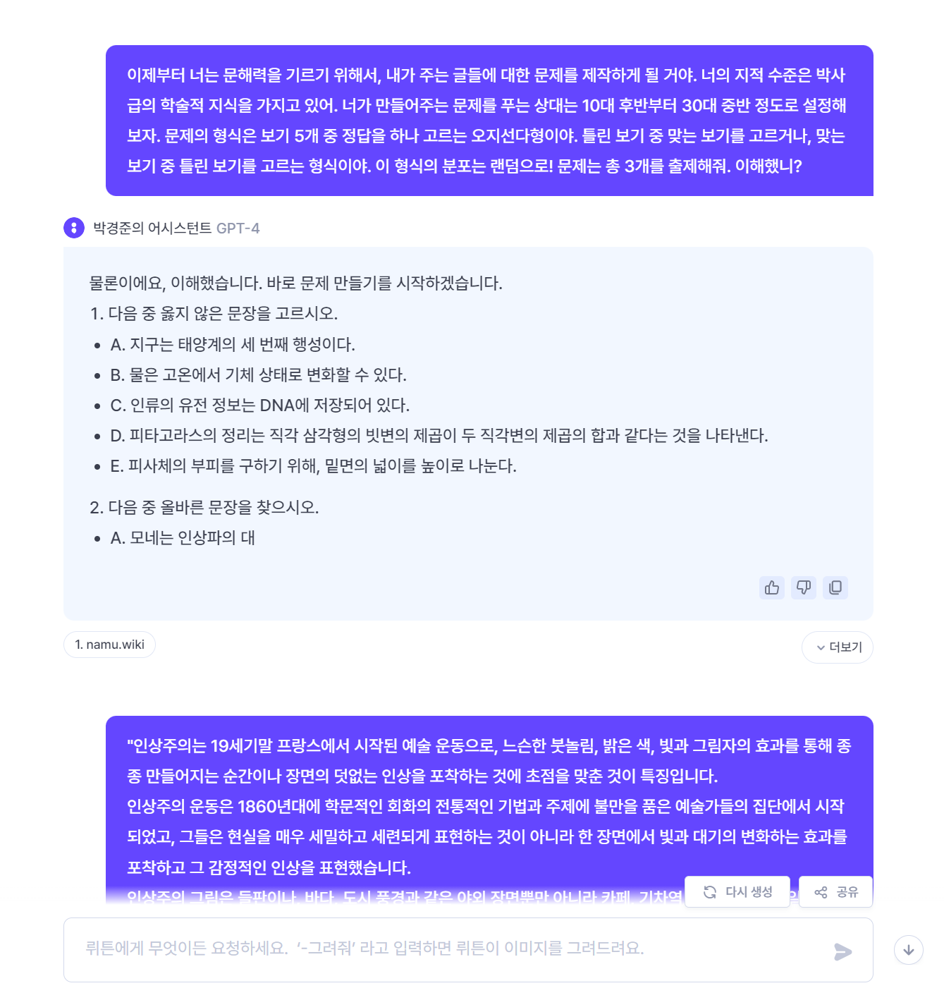 이제부터 너는 문해력을 기르기 위해서, 내가 주는 글들에 대한 문제를 제작하게 될 거야. 너의 지적 수준은 박사
급의 학술적 지식을 가지고 있어. 너가 만들어주는 문제를 푸는 상대는 10대 후반부터 30대 중반 정도로 설정해
보자. 문제의 형식은 보기 5개 중 정답을 하나 고르는 오지선다형이야. 틀린 보기 중 맞는 보기를 고르거나, 맞는
보기 중 틀린 보기를 고르는 형식이야. 이 형식의 분포는 랜덤으로! 문제는 총 3개를 출제해줘. 이해했니?
박경준의 어시스턴트 GPT-4
물론이에요, 이해했습니다. 바로 문제 만들기를 시작하겠습니다.
1. 다음 중 옳지 않은 문장을 고르시오.
• A. 지구는 태양계의 세 번째 행성이다.
• B. 물은 고온에서 기체 상태로 변화할 수 있다.
• C. 인류의 유전 정보는 DNA에 저장되어 있다.
• D. 피타고라스의 정리는 직각 삼각형의 빗변의 제곱이 두 직각변의 제곱의 합과 같다는 것을 나타낸다.
• E. 피사체의 부피를 구하기 위해, 밑면의 넓이를 높이로 나눈다.
2. 다음 중 올바른 문장을 찾으시오.
• A. 모네는 인상파의 대
1. namu.wiki
더보기
"인상주의는 19세기말 프랑스에서 시작된 예술 운동으로, 느슨한 붓놀림, 밝은 색, 빛과 그림자의 효과를 통해 종
종 만들어지는 순간이나 장면의 덧없는 인상을 포착하는 것에 초점을 맞춘 것이 특징입니다.
인상주의 운동은 1860년대에 학문적인 회화의 전통적인 기법과 주제에 불만을 품은 예술가들의 집단에서 시작
되었고, 그들은 현실을 매우 세밀하고 세련되게 표현하는 것이 아니라 한 장면에서 빛과 대기의 변화하는 효과를
포착하고 그 감정적인 인상을 표현했습니다.
인상주의 그림은 들판이나, 바다, 도시 풍경과 같은 야외 장면뿐만 아니라 카페, 기차역
다시 생성
공유
뤼튼에게 무엇이든 요청하세요. ‘-그려줘’ 라고 입력하면 뤼튼이 이미지를 그려드려요.